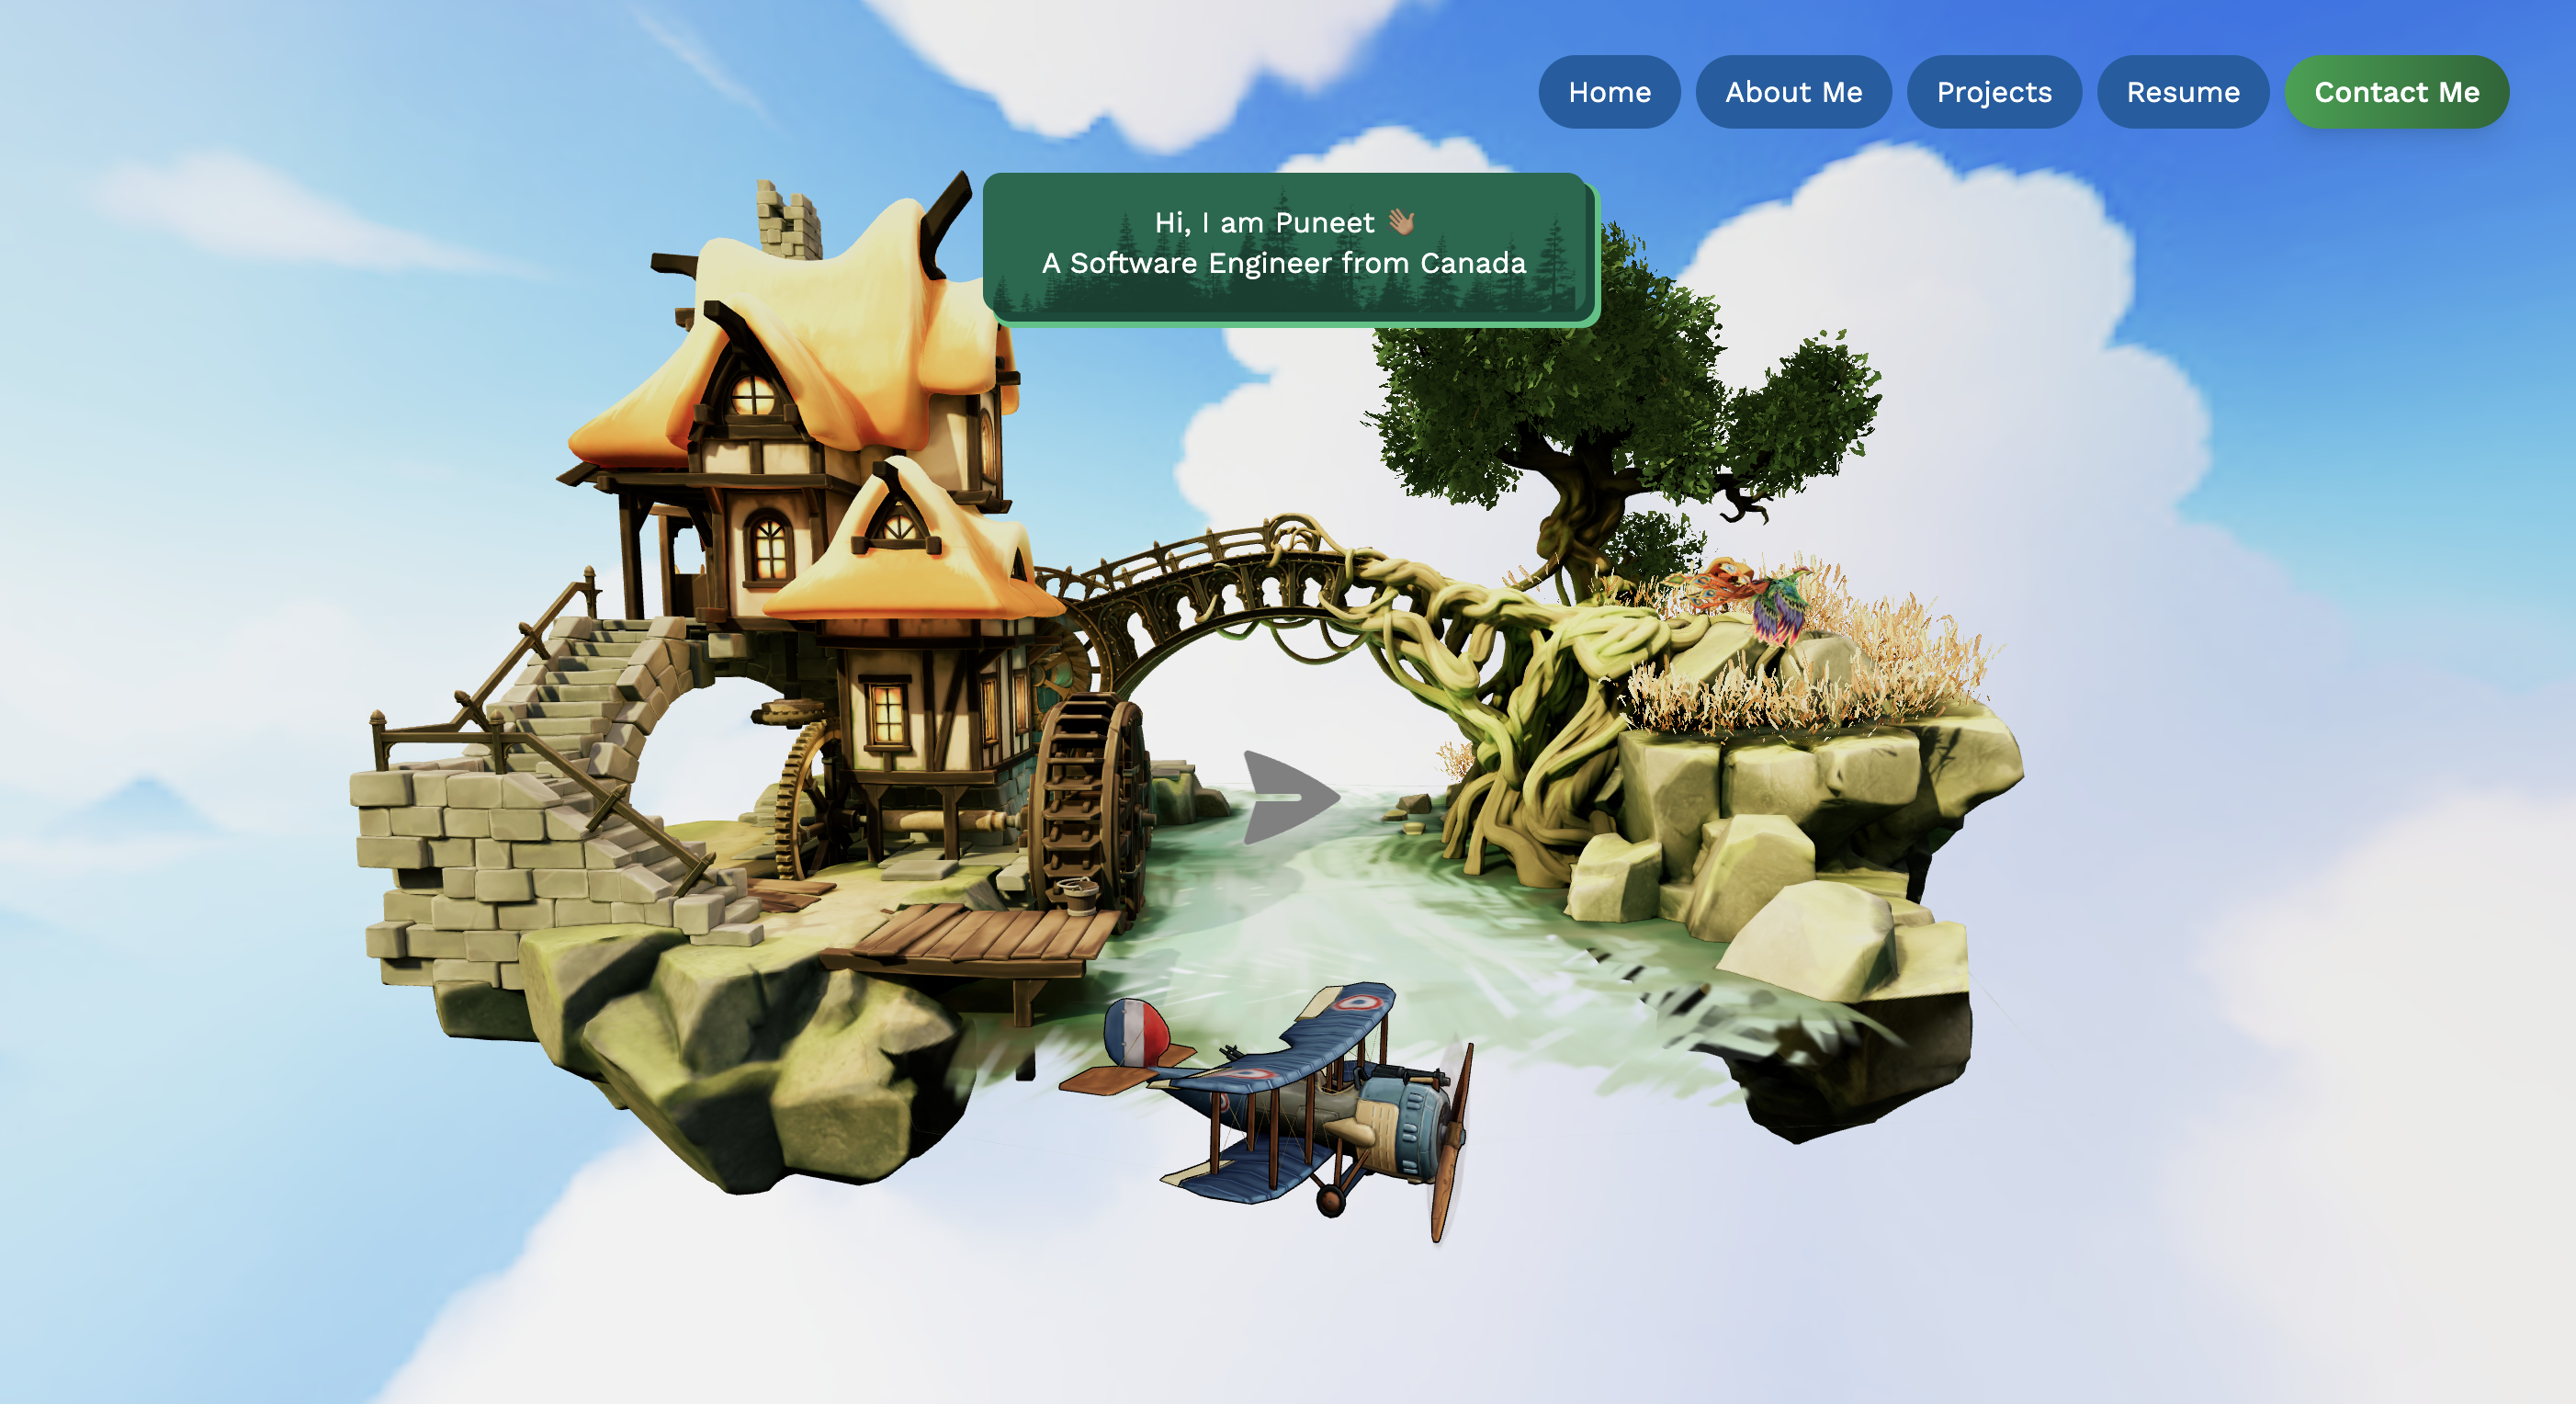 Home
About Me
Projects
Resume
Contact Me
Hi, I am Puneet 👋🏽
A Software Engineer from Canada